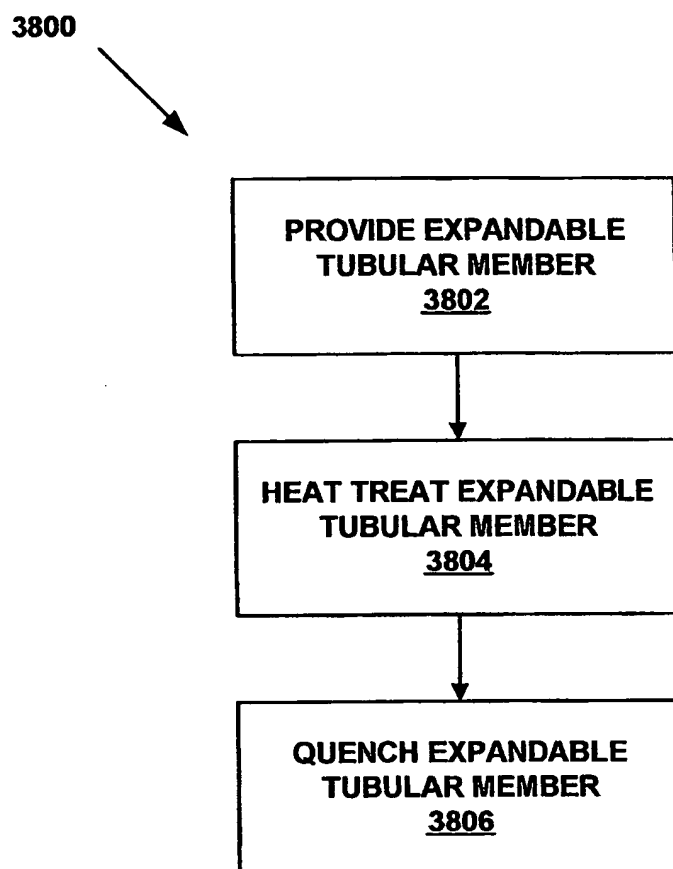 3800
PROVIDE EXPANDABLE
TUBULAR MEMBER
3802
HEAT TREAT EXPANDABLE
TUBULAR MEMBER
3804
QUENCH EXPANDABLE
TUBULAR MEMBER
3806